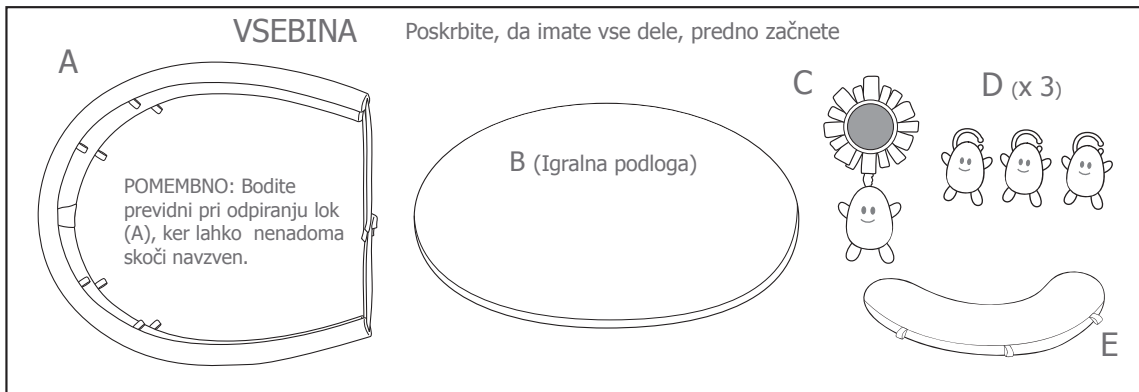 VSEBINA
Poskrbite, da imate vse dele, predno začnete
A
POMEMBNO: Bodite
previdni pri odpiranju lok
(A), ker lahko nenadoma
skoči navzven.
B (Igralna podloga)
C
D (x 3)
E